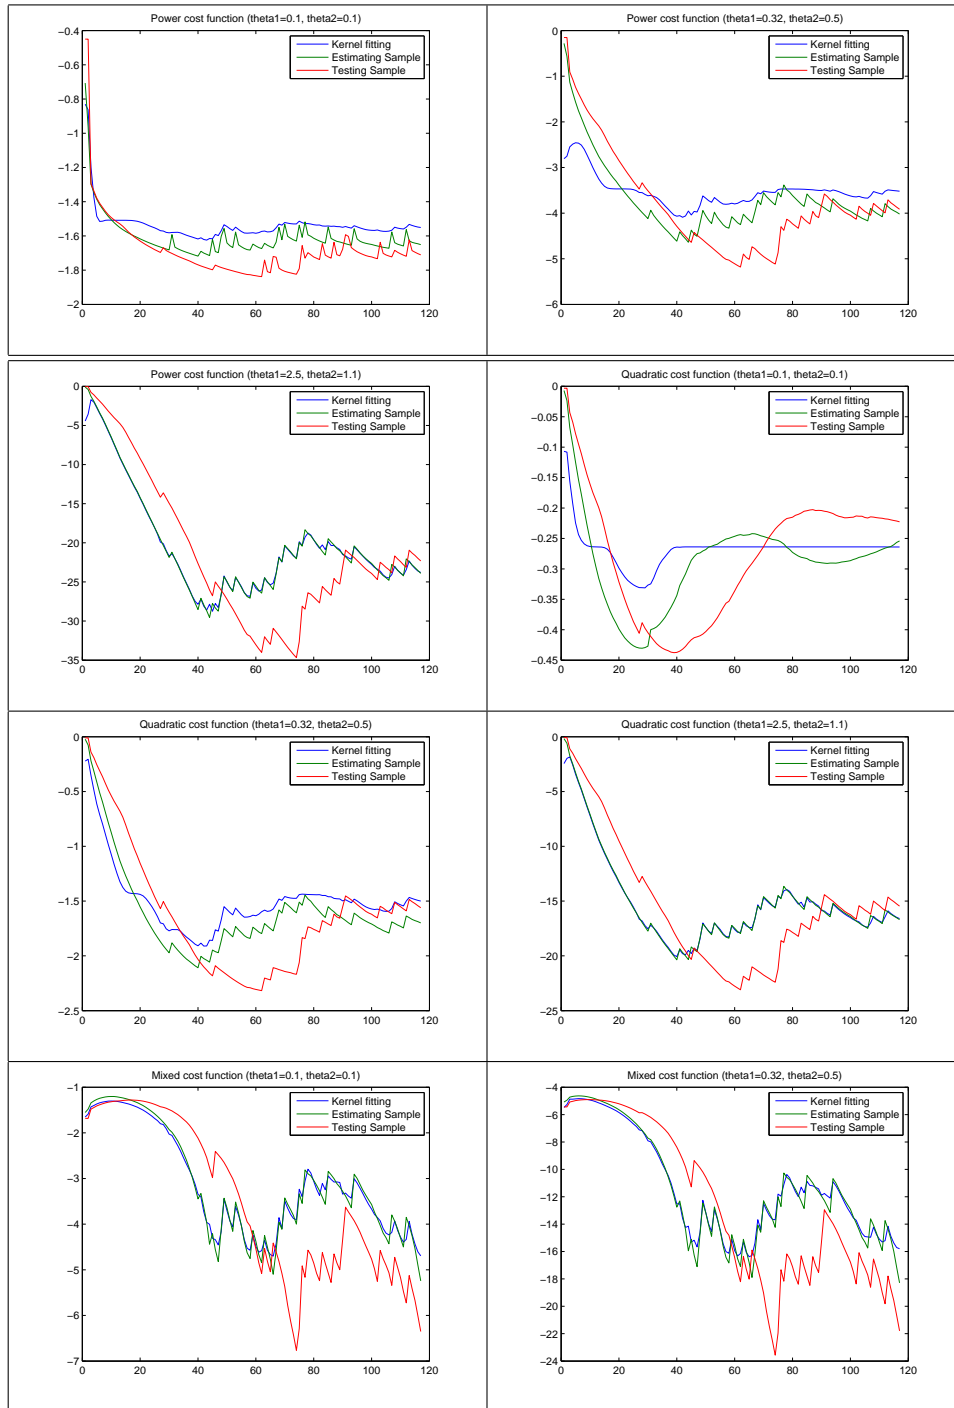 Power cost function (theta1=0.1, theta2=0.1)
−0.4
−0.6
−0.8
−1
−1.2
−1.4
−1.6
−1.8
−2
0 20 40 60 80 100 120
Kernel fitting
Estimating Sample
Testing Sample
Power cost function (theta1=0.32, theta2=0.5)
0
−1
−2
−3
−4
−5
−6
0 20 40 60 80 100 120
Kernel fitting
Estimating Sample
Testing Sample
Power cost function (theta1=2.5, theta2=1.1)
0
−5
−10
−15
−20
−25
−30
−35
0 20 40 60 80 100 120
Kernel fitting
Estimating Sample
Testing Sample
Quadratic cost function (theta1=0.1, theta2=0.1)
0
−0.05
−0.1
−0.15
−0.2
−0.25
−0.3
−0.35
−0.4
−0.45
0 20 40 60 80 100 120
Kernel fitting
Estimating Sample
Testing Sample
Quadratic cost function (theta1=0.32, theta2=0.5)
0
−0.5
−1
−1.5
−2
−2.5
0 20 40 60 80 100 120
Kernel fitting
Estimating Sample
Testing Sample
Quadratic cost function (theta1=2.5, theta2=1.1)
0
−5
−10
−15
−20
−25
0 20 40 60 80 100 120
Kernel fitting
Estimating Sample
Testing Sample
Mixed cost function (theta1=0.1, theta2=0.1)
−1
−2
−3
−4
−5
−6
−7
0 20 40 60 80 100 120
Kernel fitting
Estimating Sample
Testing Sample
Mixed cost function (theta1=0.32, theta2=0.5)
−4
−6
−8
−10
−12
−14
−16
−18
−20
−22
−24
0 20 40 60 80 100 120
Kernel fitting
Estimating Sample
Testing Sample